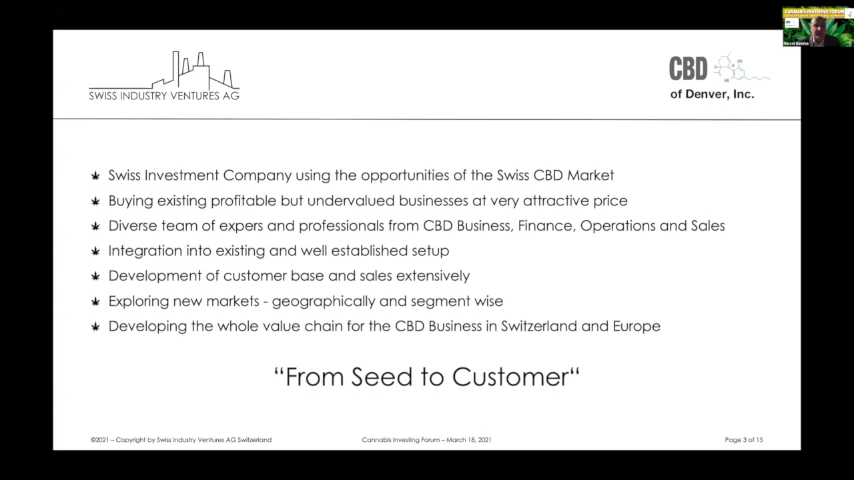 CANNABIS INVESTING FORUM
SWISS INDUSTRY VENTURES AG
CBD
of Denver, Inc.
Swiss Investment Company using the opportunities of the Swiss CBD Market
Buying existing profitable but undervalued businesses at very attractive price
Diverse team of expers and professionals from CBD Business, Finance, Operations and Sales
Integration into existing and well established setup
Development of customer base and sales extensively
Exploring new markets - geographically and segment wise
Developing the whole value chain for the CBD Business in Switzerland and Europe
“From Seed to Customer“
©2021 – Copyright by Swiss Industry Ventures AG Switzerland
Cannabis Investing Forum – March 18, 2021
Page 3 of 15